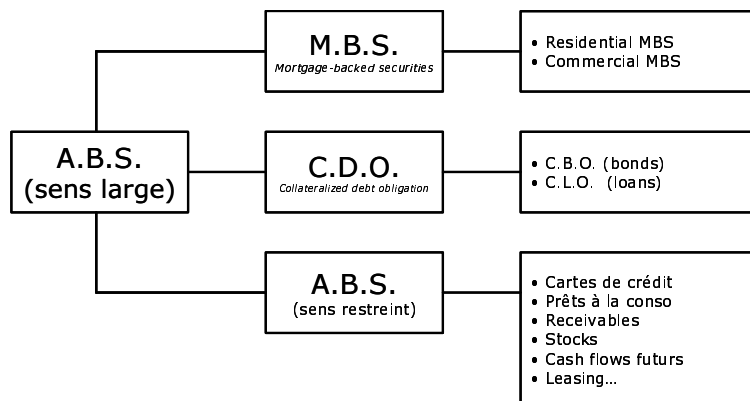 M.B.S.
Mortgage-backed securities
• Residential MBS
• Commercial MBS
A.B.S.
(sens large)
C.D.O.
Collateralized debt obligation
• C.B.O. (bonds)
• C.L.O. (loans)
A.B.S.
(sens restreint)
• Cartes de crédit
• Prêts à la conso
• Receivables
• Stocks
• Cash flows futurs
• Leasing...